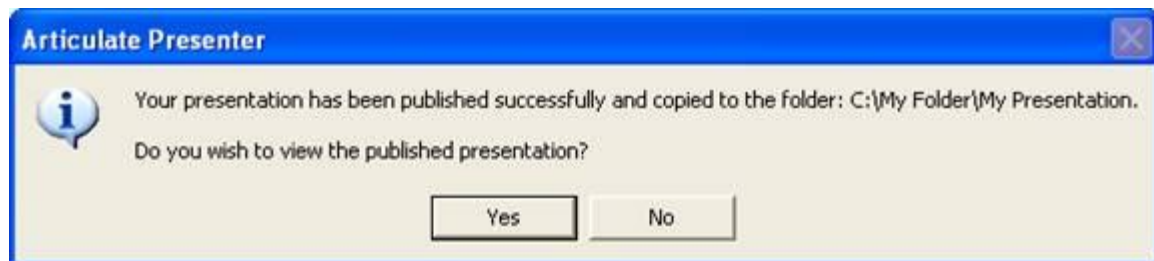 Articulate Presenter
Your presentation has been published successfully and copied to the folder: C:\My Folder\My Presentation.
Do you wish to view the published presentation?
Yes No